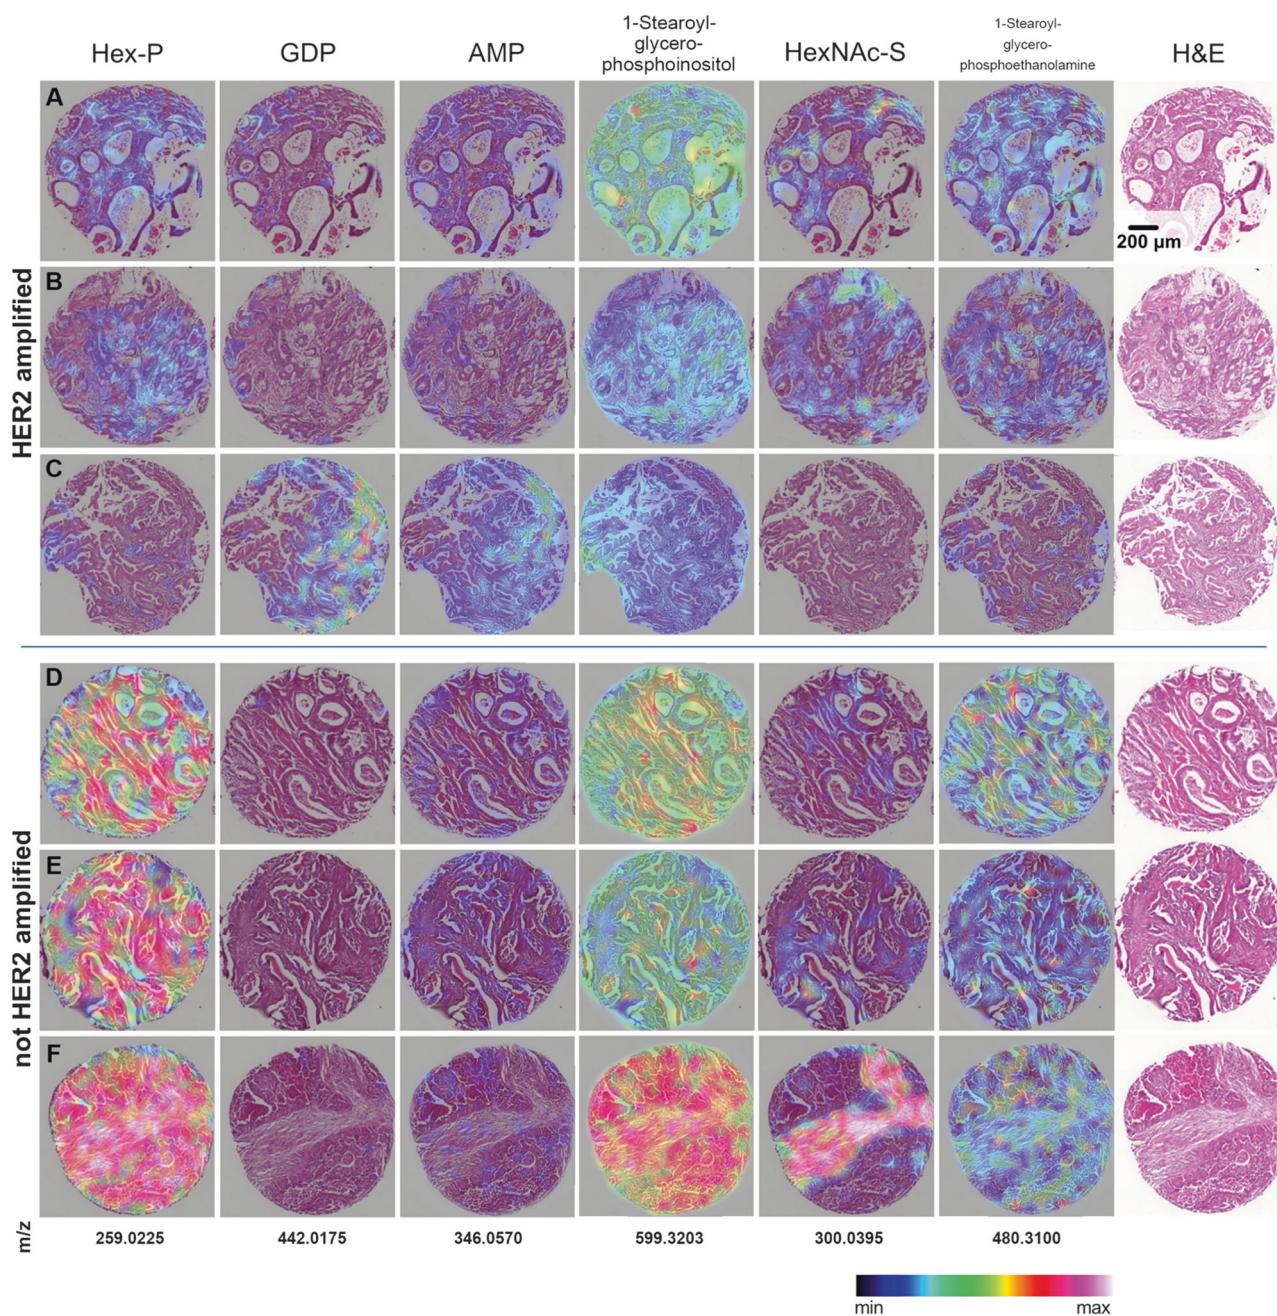 1-Stearoyl-
glycero-
phosphoinositol
1-Stearoyl-
glycero-
phosphoethanolamine
Hex-P GDP AMP HexNAc-S H&E
A
200 µm
B
HER2 amplified
C
D
E
not HER2 amplified
F
m/z 259.0225 442.0175 346.0570 599.3203 300.0395 480.3100
min max